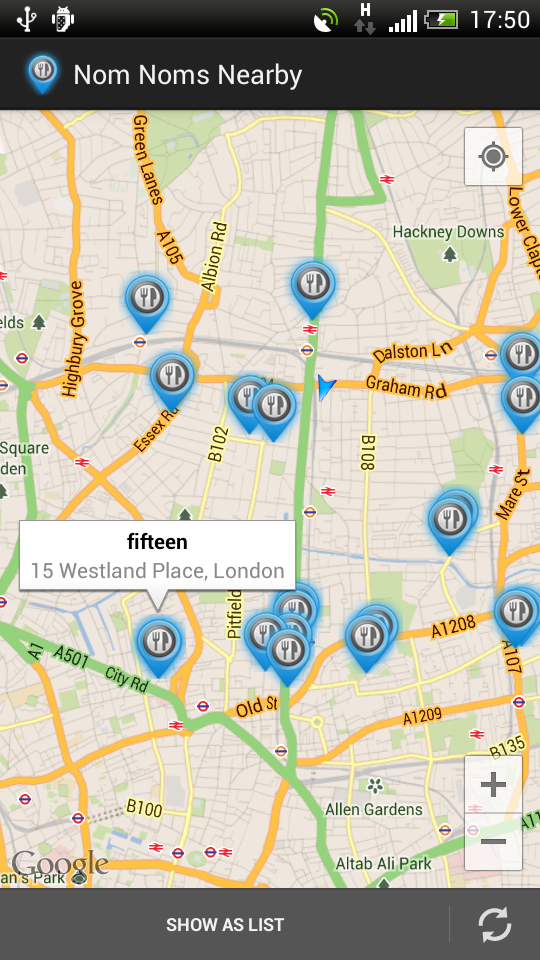 H
17:50
Nom Noms Nearby
Green Lanes
A105
Albion Rd
Highbury Grove
Hackney Downs
Lower Clap
elds
Dalston Ln
Graham Rd
Essex Rd
B102
B108
Square
den
Mare St
fifteen
15 Westland Place, London
Pitfield
A1
A501
City Rd
A1208
A107
Old St
A1209
B135
B100
Allen Gardens
A11
Altab Ali Park
Google
an's Park
SHOW AS LIST